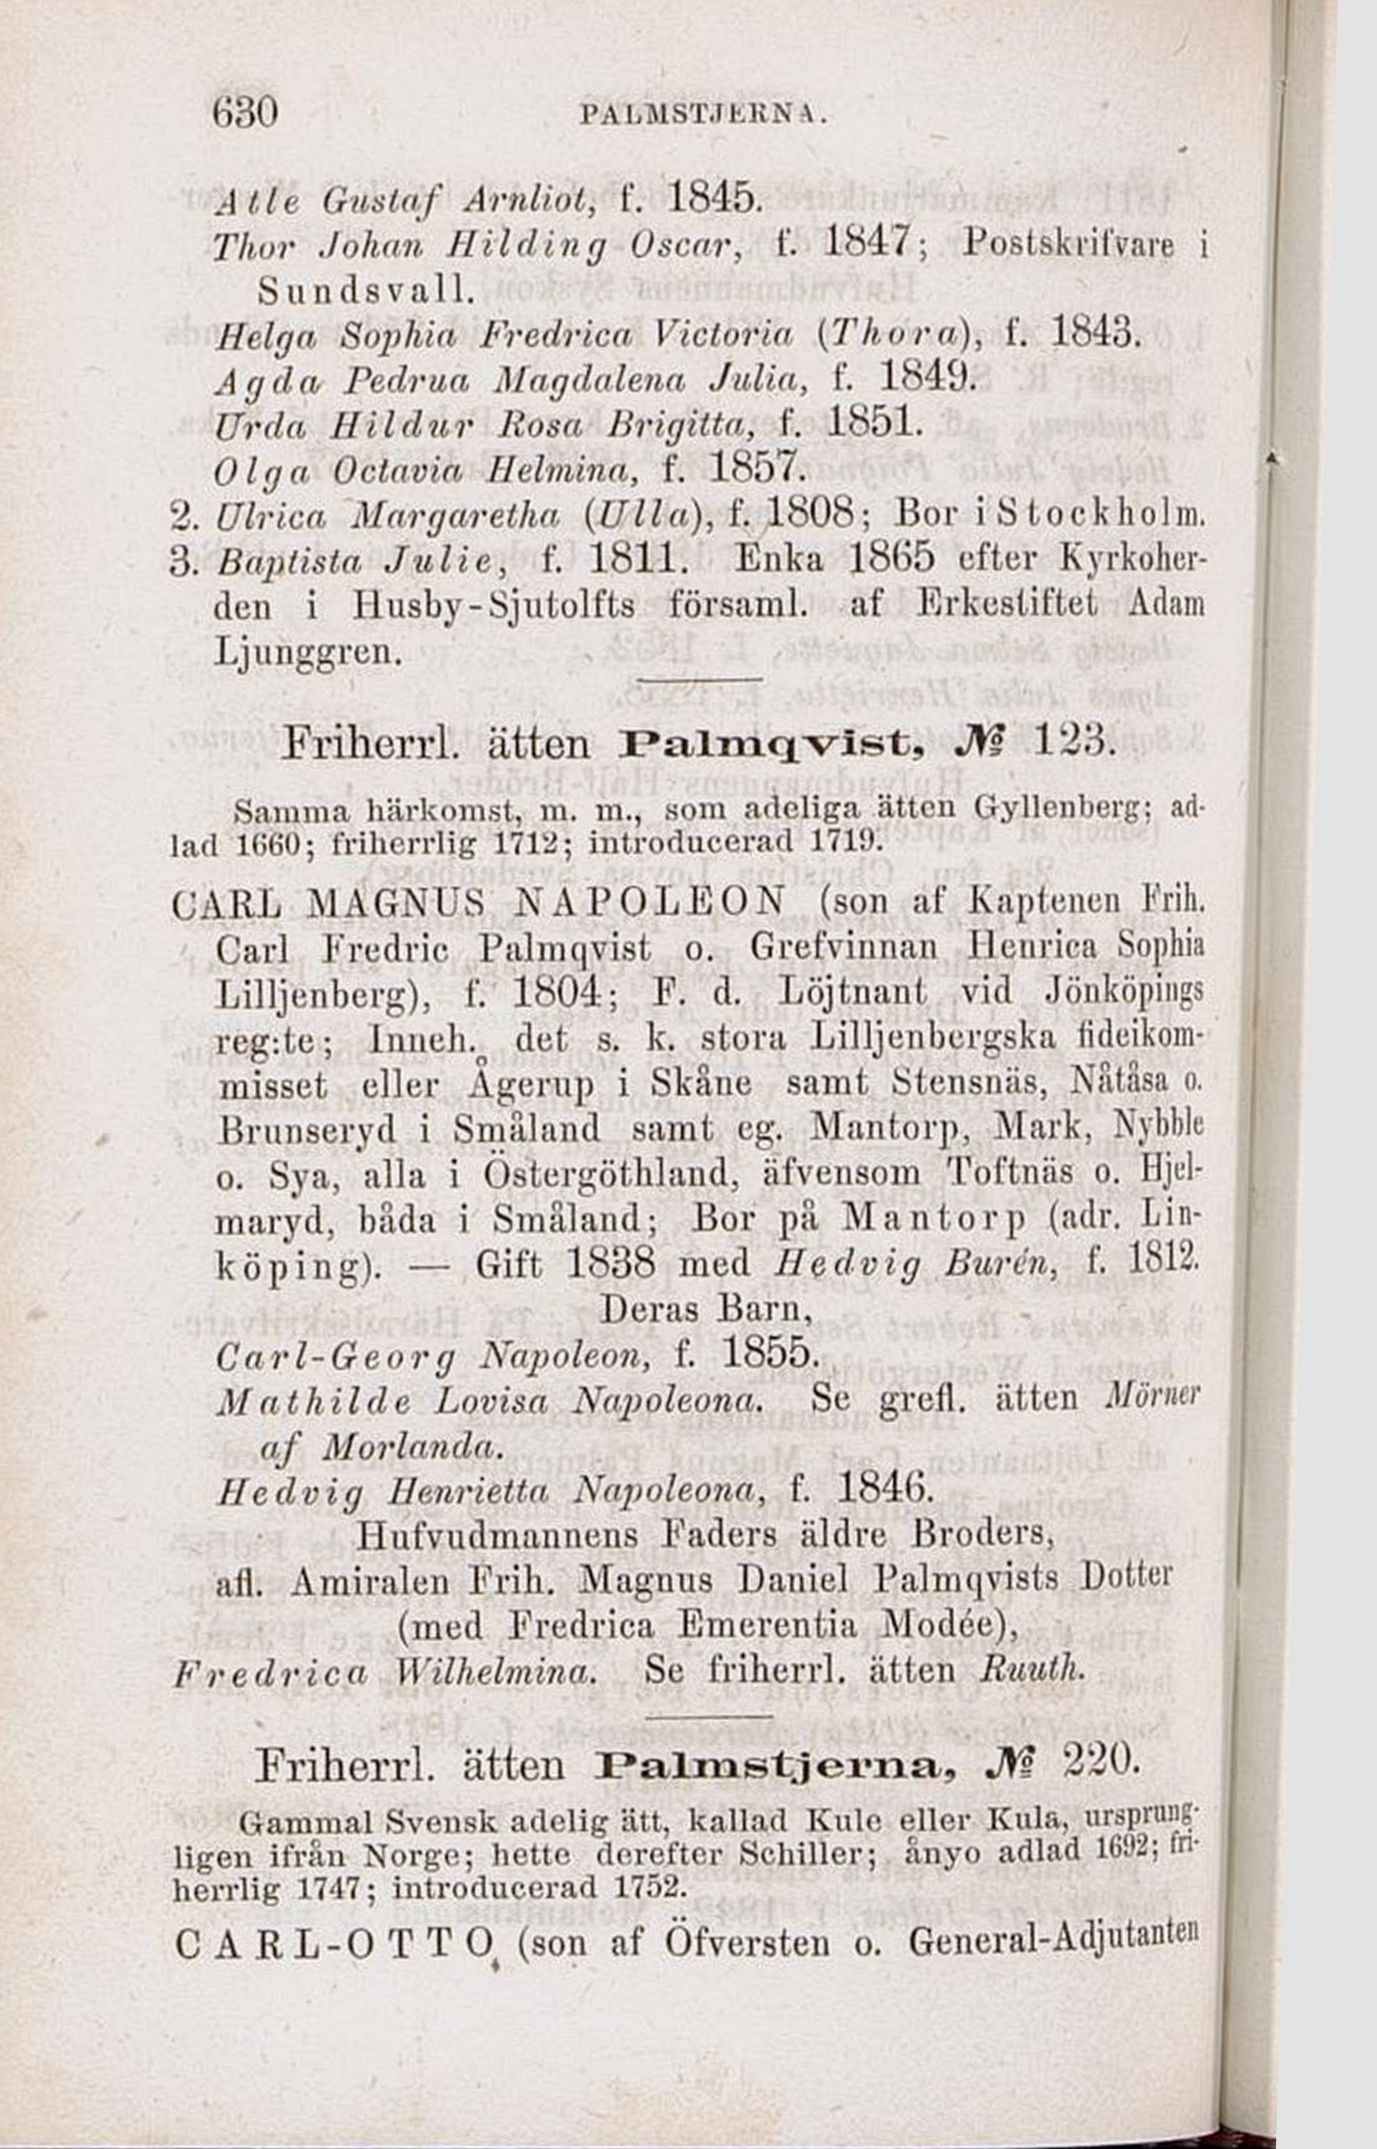 630 PALMSTJERNA.
Atle Gustaf Arnliot, f. 1845.
Thor Johan Hilding Oscar, f. 1847; Postskrifvare i
Sundsvall.
Helga Sophia Fredrica Victoria (Thora), f. 1843.
Agda Pedrua Magdalena Julia, f. 1849.
Urda Hildur Rosa Brigitta, f. 1851.
Olga Octavia Helmina, f. 1857.
2. Ulrica Margaretha (Ulla), f. 1808; Bor i Stockholm.
3. Baptista Julie, f. 1811. Enka 1865 efter Kyrkoher-
den i Husby-Sjutolfts församl. af Erkestiftet Adam
Ljunggren.
Friherrl. ätten Palmqvist, № 123.
Samma härkomst, m. m., som adeliga ätten Gyllenberg; ad-
lad 1660; friherrlig 1712; introducerad 1719.
CARL MAGNUS NAPOLEON (son af Kaptenen Frih.
Carl Fredric Palmqvist o. Grefvinnan Henrica Sophia
Lilljenberg), f. 1804; F. d. Löjtnant vid Jönköpings
reg:te; Inneh. det s. k. stora Lilljenbergska fideikom-
misset eller Ågerup i Skåne samt Stensnäs, Nåtåsa o.
Brunseryd i Småland samt eg. Mantorp, Mark, Nybble
o. Sya, alla i Östergöthland, äfvensom Toftnäs o. Hjel-
maryd, båda i Småland; Bor på Mantorp (adr. Lin-
köping). — Gift 1838 med Hedvig Burén, f. 1812.
Deras Barn,
Carl-Georg Napoleon, f. 1855.
Mathilde Lovisa Napoleona. Se grefl. ätten Mörner
af Morlanda.
Hedvig Henrietta Napoleona, f. 1846.
Hufvudmannens Faders äldre Broders,
afl. Amiralen Frih. Magnus Daniel Palmqvists Dotter
(med Fredrica Emerentia Modée),
Fredrica Wilhelmina. Se friherrl. ätten Ruuth.
Friherrl. ätten Palmstjerna, № 220.
Gammal Svensk adelig ätt, kallad Kule eller Kula, ursprung-
ligen ifrån Norge; hette derefter Schiller; ånyo adlad 1692; fri-
herrlig 1747; introducerad 1752.
CARL-OTTO (son af Öfversten o. General-Adjutanten